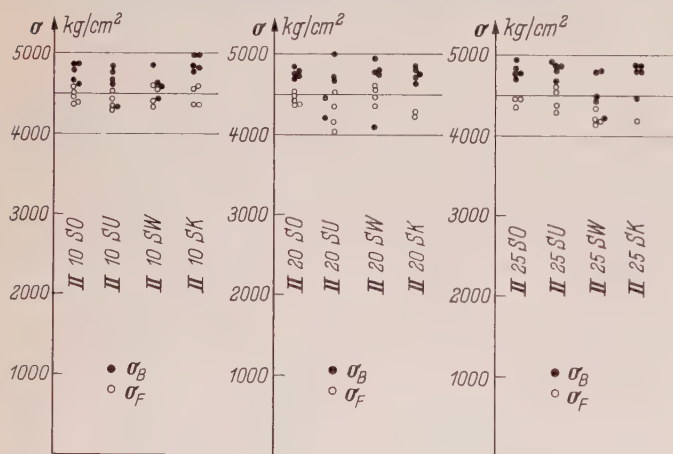 σ kg/cm²
5000
4000
3000
2000
1000
II 10 SO
II 10 SU
II 10 SW
II 10 SK
σB
σF
σ kg/cm²
5000
4000
3000
2000
1000
II 20 SO
II 20 SU
II 20 SW
II 20 SK
σB
σF
σ kg/cm²
5000
4000
3000
2000
1000
II 25 SO
II 25 SU
II 25 SW
II 25 SK
σB
σF